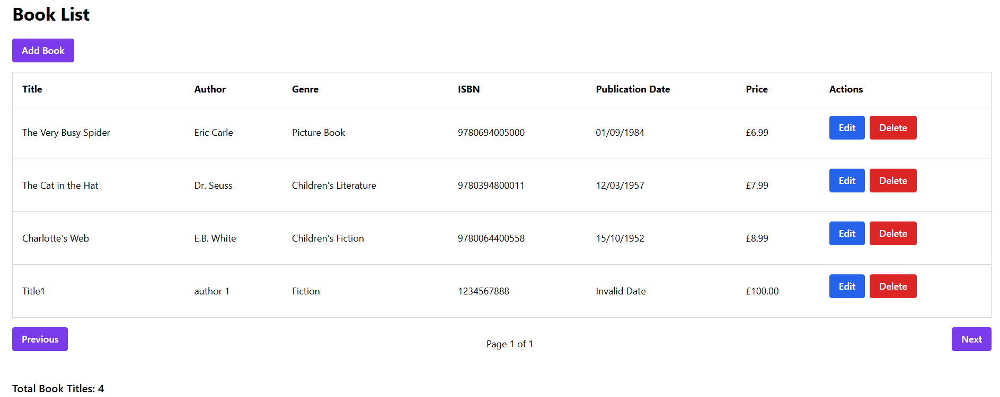 Book List
Add Book
Title Author Genre ISBN Publication Date Price Actions
The Very Busy Spider Eric Carle Picture Book 9780694005000 01/09/1984 £6.99 Edit Delete
The Cat in the Hat Dr. Seuss Children's Literature 9780394800011 12/03/1957 £7.99 Edit Delete
Charlotte's Web E.B. White Children's Fiction 9780064400558 15/10/1952 £8.99 Edit Delete
Title1 author 1 Fiction 1234567888 Invalid Date £100.00 Edit Delete
Previous Page 1 of 1 Next
Total Book Titles: 4